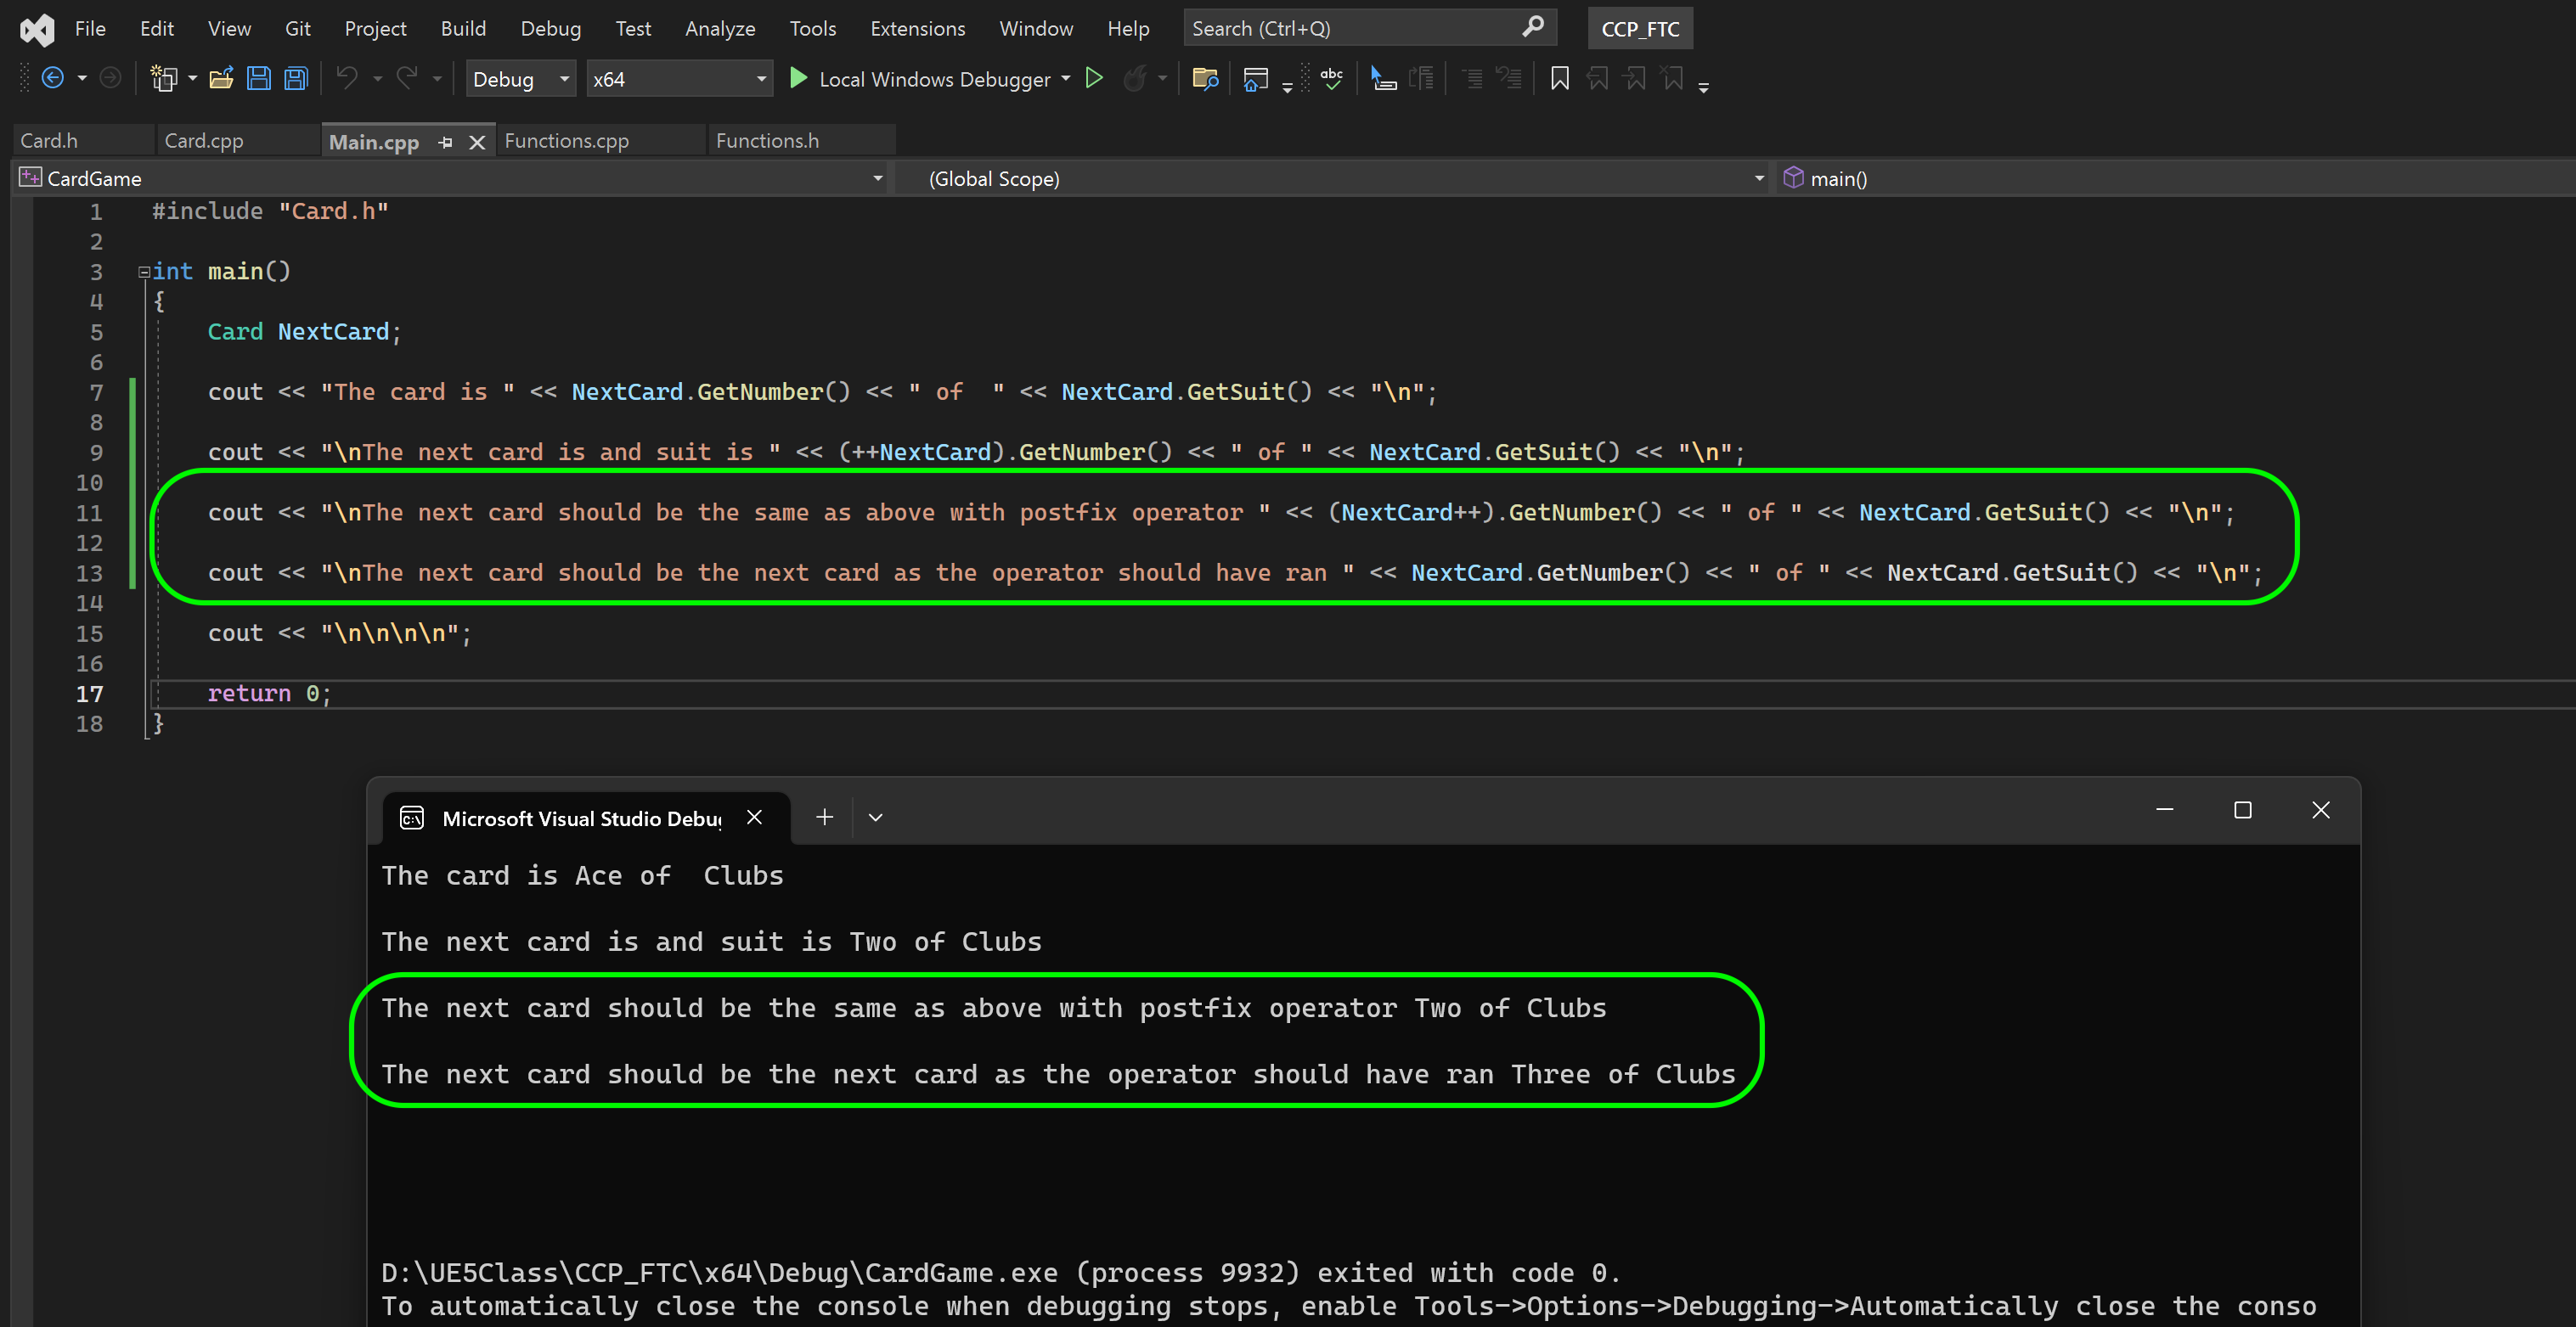 File Edit View Git Project Build Debug Test Analyze Tools Extensions Window Help Search (Ctrl+Q) CCP_FTC
Debug x64 Local Windows Debugger abc
Card.h Card.cpp Main.cpp Functions.cpp Functions.h
CardGame (Global Scope) main()
1 #include "Card.h"
2
3 int main()
4 {
5 Card NextCard;
6
7 cout << "The card is " << NextCard.GetNumber() << " of  " << NextCard.GetSuit() << "\n";
8
9 cout << "\nThe next card is and suit is " << (++NextCard).GetNumber() << " of " << NextCard.GetSuit() << "\n";
10
11 cout << "\nThe next card should be the same as above with postfix operator " << (NextCard++).GetNumber() << " of " << NextCard.GetSuit() << "\n";
12
13 cout << "\nThe next card should be the next card as the operator should have ran " << NextCard.GetNumber() << " of " << NextCard.GetSuit() << "\n";
14
15 cout << "\n\n\n\n";
16
17 return 0;
18 }
C:\ Microsoft Visual Studio Debug
The card is Ace of  Clubs
The next card is and suit is Two of Clubs
The next card should be the same as above with postfix operator Two of Clubs
The next card should be the next card as the operator should have ran Three of Clubs
D:\UE5Class\CCP_FTC\x64\Debug\CardGame.exe (process 9932) exited with code 0.
To automatically close the console when debugging stops, enable Tools->Options->Debugging->Automatically close the conso